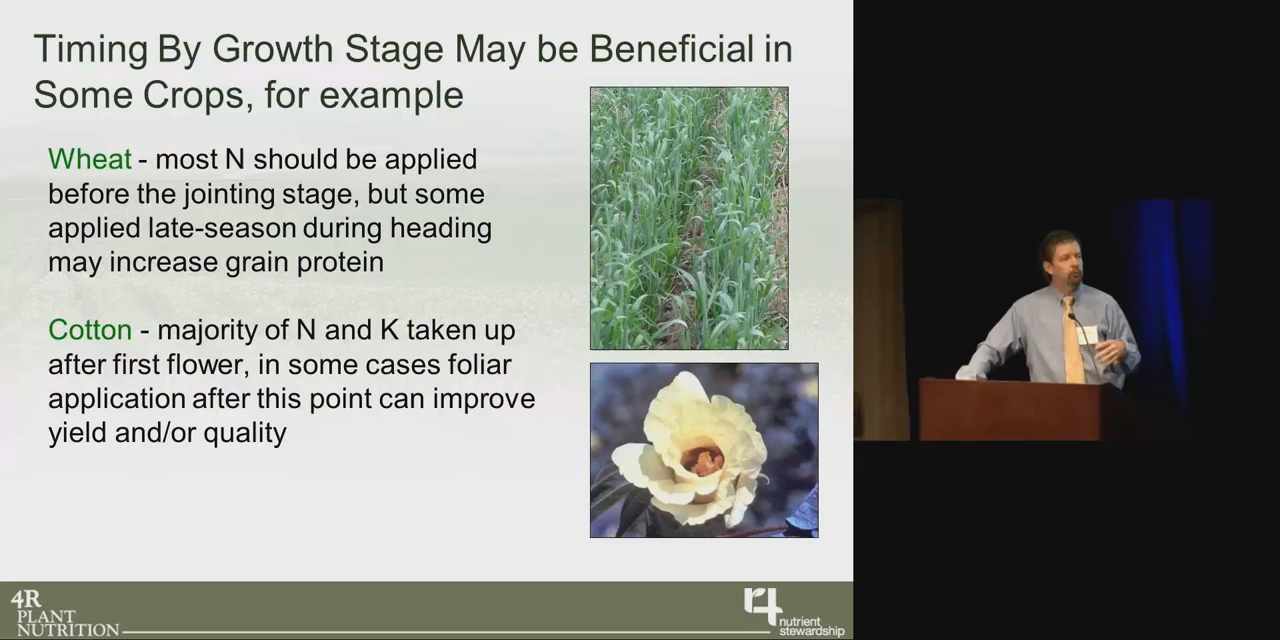 Timing By Growth Stage May be Beneficial in
Some Crops, for example
Wheat - most N should be applied
before the jointing stage, but some
applied late-season during heading
may increase grain protein
Cotton - majority of N and K taken up
after first flower, in some cases foliar
application after this point can improve
yield and/or quality
4R
PLANT
NUTRITION
r4
nutrient
stewardship